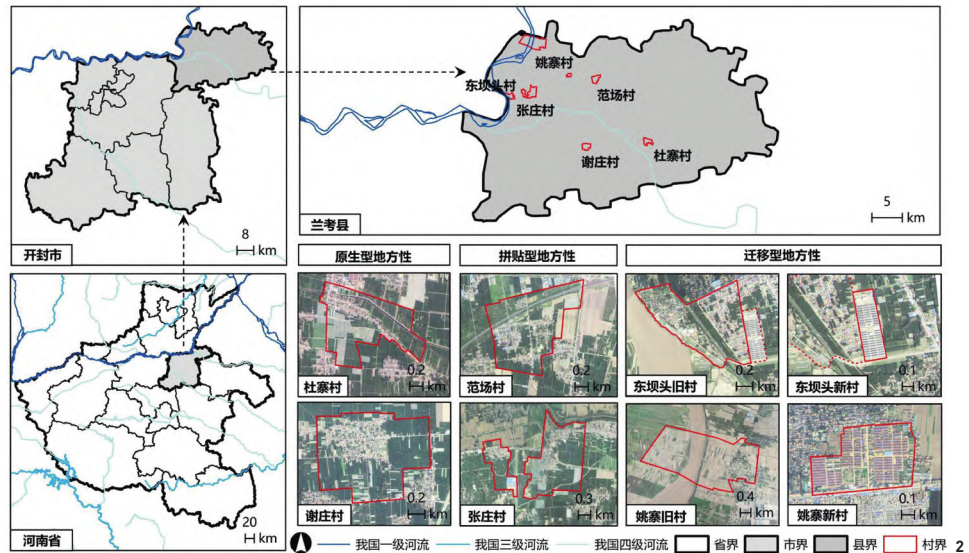 开封市
8
km
姚寨村
东坝头村
张庄村
范场村
谢庄村
杜寨村
兰考县
5
km
河南省
20
km
原生型地方性
拼贴型地方性
迁移型地方性
杜寨村
0.2
km
范场村
0.2
km
东坝头旧村
0.2
km
东坝头新村
0.1
km
谢庄村
0.2
km
张庄村
0.3
km
姚寨旧村
0.4
km
姚寨新村
0.1
km
我国一级河流
我国三级河流
我国四级河流
省界
市界
县界
村界
2